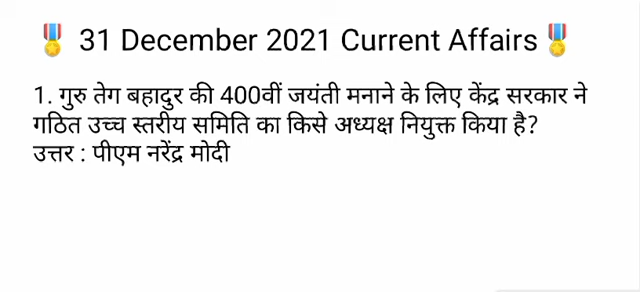 🎖️ 31 December 2021 Current Affairs 🎖️
1. गुरु तेग बहादुर की 400वीं जयंती मनाने के लिए केंद्र सरकार ने
गठित उच्च स्तरीय समिति का किसे अध्यक्ष नियुक्त किया है?
उत्तर : पीएम नरेंद्र मोदी